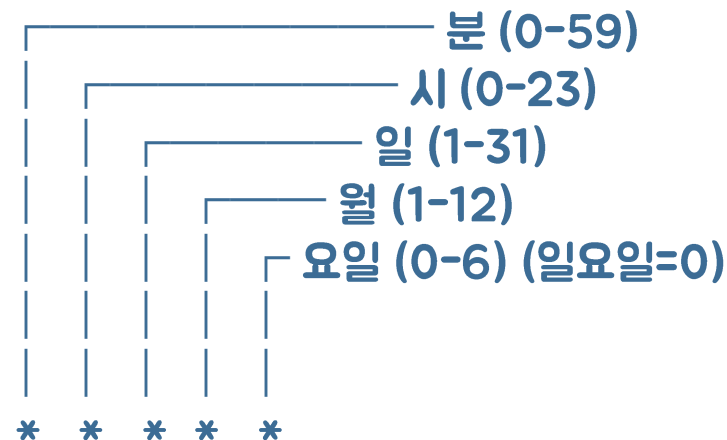 분 (0-59)
시 (0-23)
일 (1-31)
월 (1-12)
요일 (0-6) (일요일=0)
* * * * *